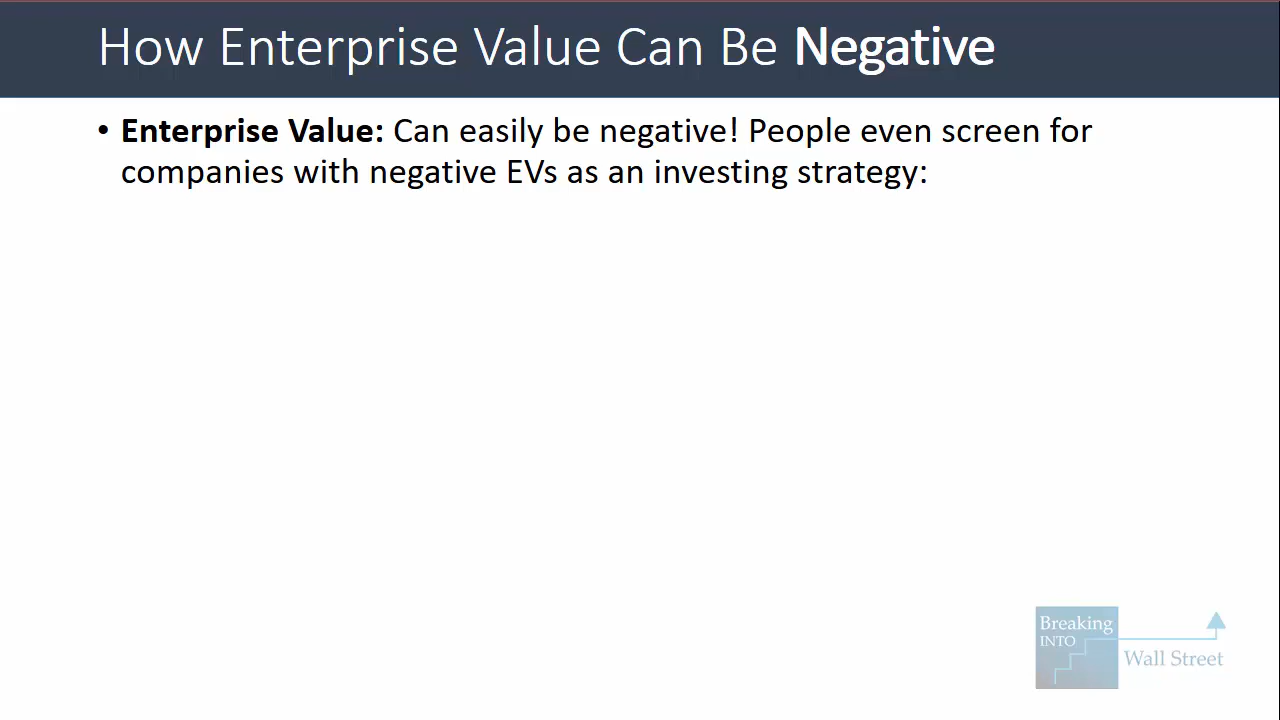 How Enterprise Value Can Be Negative
• Enterprise Value: Can easily be negative! People even screen for
companies with negative EVs as an investing strategy:
Breaking
INTO
Wall Street